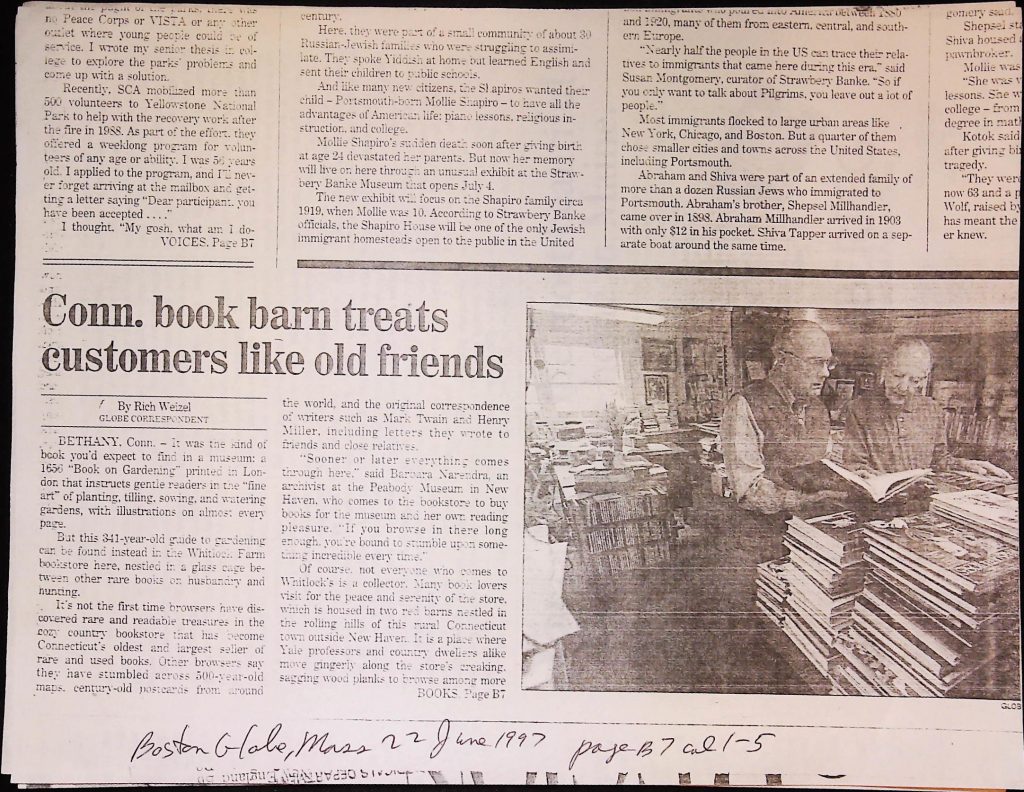 no Peace Corps or VISTA or any other
outlet where young people could be of
service. I wrote my senior thesis in col-
lege to explore the parks' problems and
come up with a solution.
Recently, SCA mobilized more than
500 volunteers to Yellowstone National
Park to help with the recovery work after
the fire in 1988. As part of the effort, they
offered a weeklong program for volun-
teers of any age or ability. I was 56 years
old. I applied to the program, and I'll nev-
er forget arriving at the mailbox and get-
ting a letter saying "Dear participant, you
have been accepted . . . ."
I thought, "My gosh, what am I do-
VOICES, Page B7
century.
Here, they were part of a small community of about 30
Russian-Jewish families who were struggling to assimi-
late. They spoke Yiddish at home but learned English and
sent their children to public schools.
And like many new citizens, the Shapiros wanted their
child – Portsmouth-born Mollie Shapiro – to have all the
advantages of American life: piano lessons, religious in-
struction, and college.
Mollie Shapiro's sudden death soon after giving birth
at age 24 devastated her parents. But now her memory
will live on here through an unusual exhibit at the Straw-
bery Banke Museum that opens July 4.
The new exhibit will focus on the Shapiro family circa
1919, when Mollie was 10. According to Strawbery Banke
officials, the Shapiro House will be one of the only Jewish
immigrant homesteads open to the public in the United
and 1920, many of them from eastern, central, and south-
ern Europe.
"Nearly half the people in the US can trace their rela-
tives to immigrants that came here during this era," said
Susan Montgomery, curator of Strawbery Banke. "So if
you only want to talk about Pilgrims, you leave out a lot of
people."
Most immigrants flocked to large urban areas like
New York, Chicago, and Boston. But a quarter of them
chose smaller cities and towns across the United States,
including Portsmouth.
Abraham and Shiva were part of an extended family of
more than a dozen Russian Jews who immigrated to
Portsmouth. Abraham's brother, Shepsel Millhandler,
came over in 1898. Abraham Millhandler arrived in 1903
with only $12 in his pocket. Shiva Tapper arrived on a sep-
arate boat around the same time.
gomery said.
Shepsel sta
Shiva housed
pawnbroker.
Mollie was
"She was v
lessons. She w
college – from
degree in math
Kotok said
after giving bir
tragedy.
"They were
now 63 and a p
Wolf, raised by
has meant the
er knew.
Conn. book barn treats
customers like old friends
By Rich Weizel
GLOBE CORRESPONDENT
BETHANY, Conn. – It was the kind of
book you'd expect to find in a museum: a
1656 "Book on Gardening" printed in Lon-
don that instructs gentle readers in the "fine
art" of planting, tilling, sowing, and watering
gardens, with illustrations on almost every
page.
But this 341-year-old guide to gardening
can be found instead in the Whitlock Farm
bookstore here, nestled in a glass cage be-
tween other rare books on husbandry and
hunting.
It's not the first time browsers have dis-
covered rare and readable treasures in the
cozy country bookstore that has become
Connecticut's oldest and largest seller of
rare and used books. Other browsers say
they have stumbled across 500-year-old
maps, century-old postcards from around
the world, and the original correspondence
of writers such as Mark Twain and Henry
Miller, including letters they wrote to
friends and close relatives.
"Sooner or later everything comes
through here," said Barbara Narendra, an
archivist at the Peabody Museum in New
Haven, who comes to the bookstore to buy
books for the museum and her own reading
pleasure. "If you browse in there long
enough, you're bound to stumble upon some-
thing incredible every time."
Of course, not everyone who comes to
Whitlock's is a collector. Many book lovers
visit for the peace and serenity of the store,
which is housed in two red barns nestled in
the rolling hills of this rural Connecticut
town outside New Haven. It is a place where
Yale professors and country dwellers alike
move gingerly along the store's creaking,
sagging wood planks to browse among more
BOOKS, Page B7
GLOB
Boston Globe, Mass 22 June 1997 page B7 col 1-5